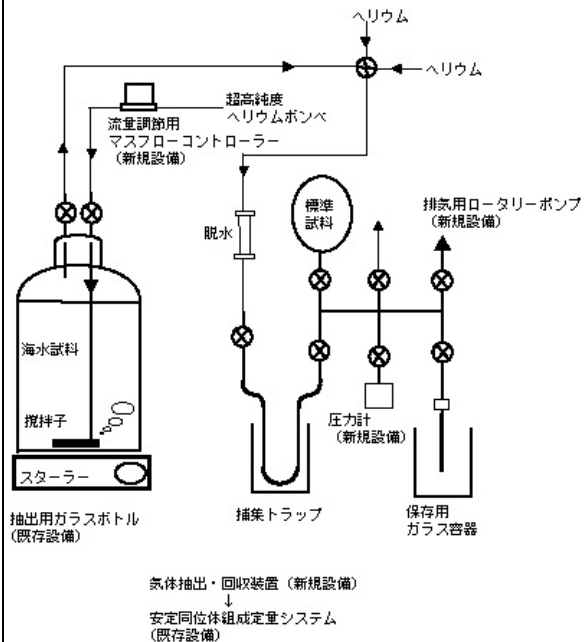 ヘリウム
ヘリウム
超高純度
ヘリウムボンベ
流量調節用
マスフローコントローラー
(新規設備)
標準
試料
排気用ロータリーポンプ
(新規設備)
脱水
海水試料
攪拌子
圧力計
(新規設備)
スターラー
抽出用ガラスボトル
(既存設備)
捕集トラップ
保存用
ガラス容器
気体抽出・回収装置 (新規設備)
↓
安定同位体組成定量システム
(既存設備)